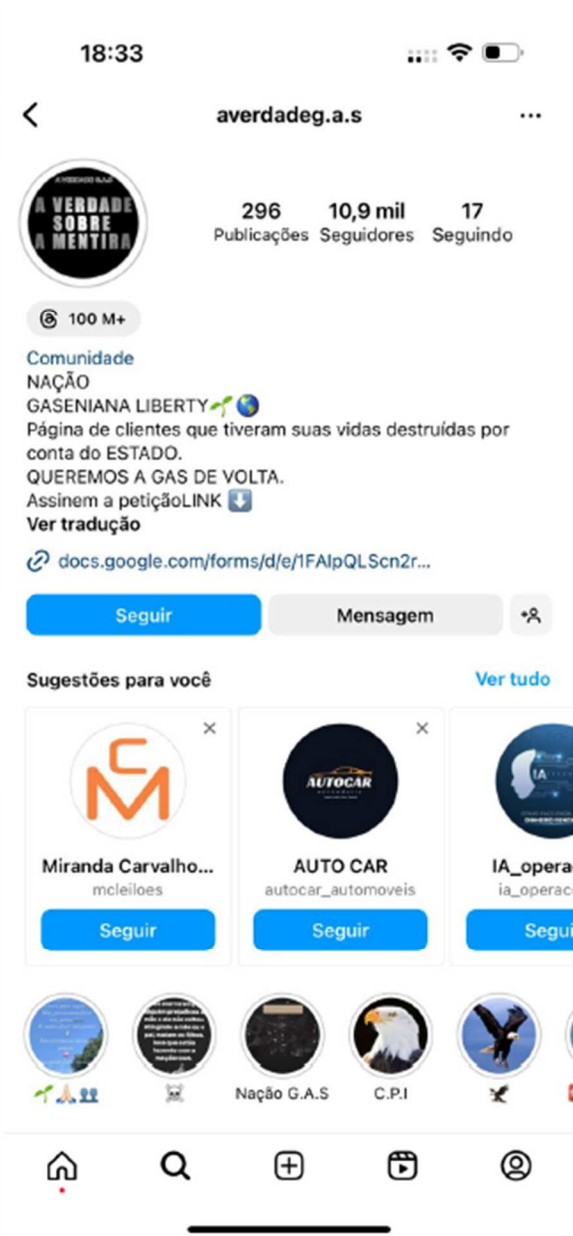 18:33
averdadeg.a.s
A VERDADE G.A.S
A VERDADE
SOBRE
A MENTIRA
296
Publicações
10,9 mil
Seguidores
17
Seguindo
100 M+
Comunidade
NAÇÃO
GASENIANA LIBERTY🌱🌎
Página de clientes que tiveram suas vidas destruídas por
conta do ESTADO.
QUEREMOS A GAS DE VOLTA.
Assinem a petiçãoLINK ⬇️
Ver tradução
docs.google.com/forms/d/e/1FAIpQLScn2r...
Seguir
Mensagem
Sugestões para você
Ver tudo
CM
AUTOCAR
IA
Miranda Carvalho...
mcleiloes
Seguir
AUTO CAR
autocar_automoveis
Seguir
IA_opera
ia_operac
Segui
Nação G.A.S
C.P.I